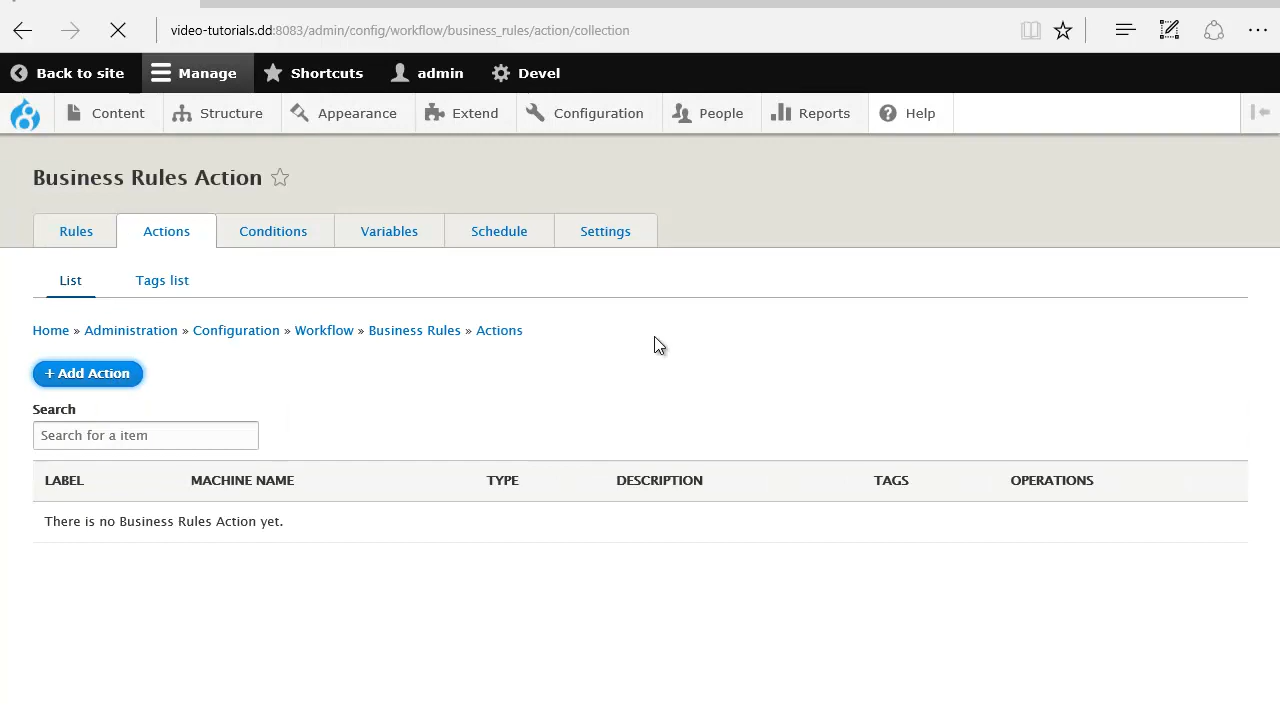 video-tutorials.dd:8083/admin/config/workflow/business_rules/action/collection
Back to site Manage Shortcuts admin Devel
Content Structure Appearance Extend Configuration People Reports Help
Business Rules Action
Rules Actions Conditions Variables Schedule Settings
List Tags list
Home » Administration » Configuration » Workflow » Business Rules » Actions
+ Add Action
Search
Search for a item
LABEL MACHINE NAME TYPE DESCRIPTION TAGS OPERATIONS
There is no Business Rules Action yet.